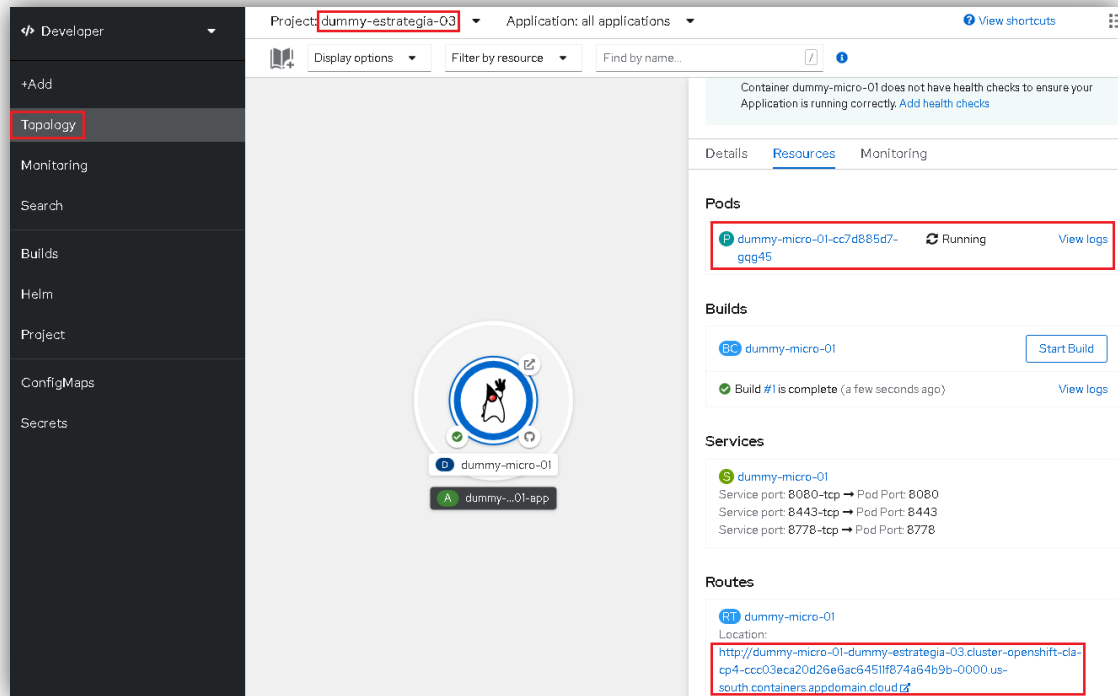 Developer
Project: dummy-estrategia-03
Application: all applications
View shortcuts
Display options
Filter by resource
Find by name...
/
+Add
Topology
Monitoring
Search
Builds
Helm
Project
ConfigMaps
Secrets
D dummy-micro-01
A dummy-...01-app
Container dummy-micro-01 does not have health checks to ensure your
Application is running correctly. Add health checks
Details
Resources
Monitoring
Pods
P dummy-micro-01-cc7d885d7-
gqg45
Running
View logs
Builds
BC dummy-micro-01
Start Build
Build #1 is complete (a few seconds ago)
View logs
Services
S dummy-micro-01
Service port: 8080-tcp → Pod Port: 8080
Service port: 8443-tcp → Pod Port: 8443
Service port: 8778-tcp → Pod Port: 8778
Routes
RT dummy-micro-01
Location:
http://dummy-micro-01-dummy-estrategia-03.cluster-openshift-cla-
cp4-ccc03eca20d26e6ac64511f874a64b9b-0000.us-
south.containers.appdomain.cloud